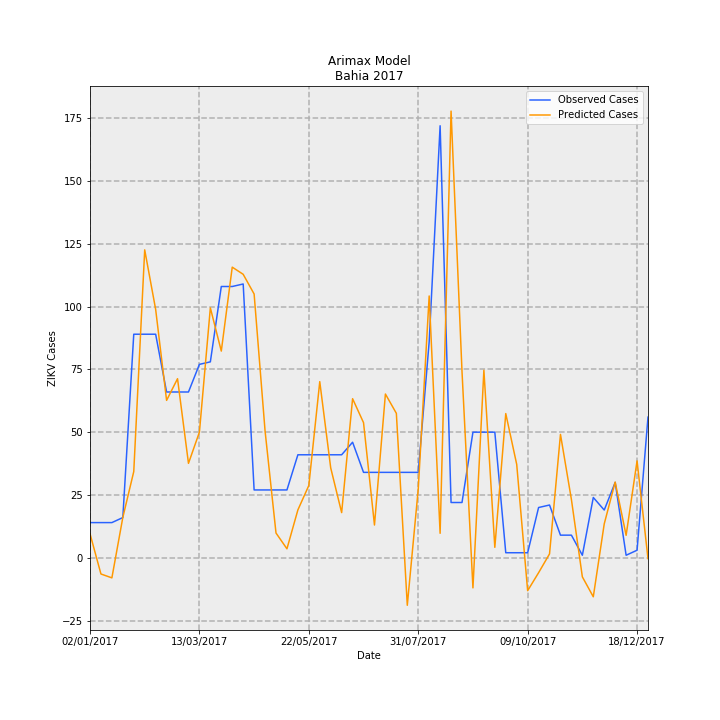 Arimax Model
Bahia 2017
Observed Cases
Predicted Cases
175
150
125
100
75
50
25
0
−25
ZIKV Cases
02/01/2017 13/03/2017 22/05/2017 31/07/2017 09/10/2017 18/12/2017
Date